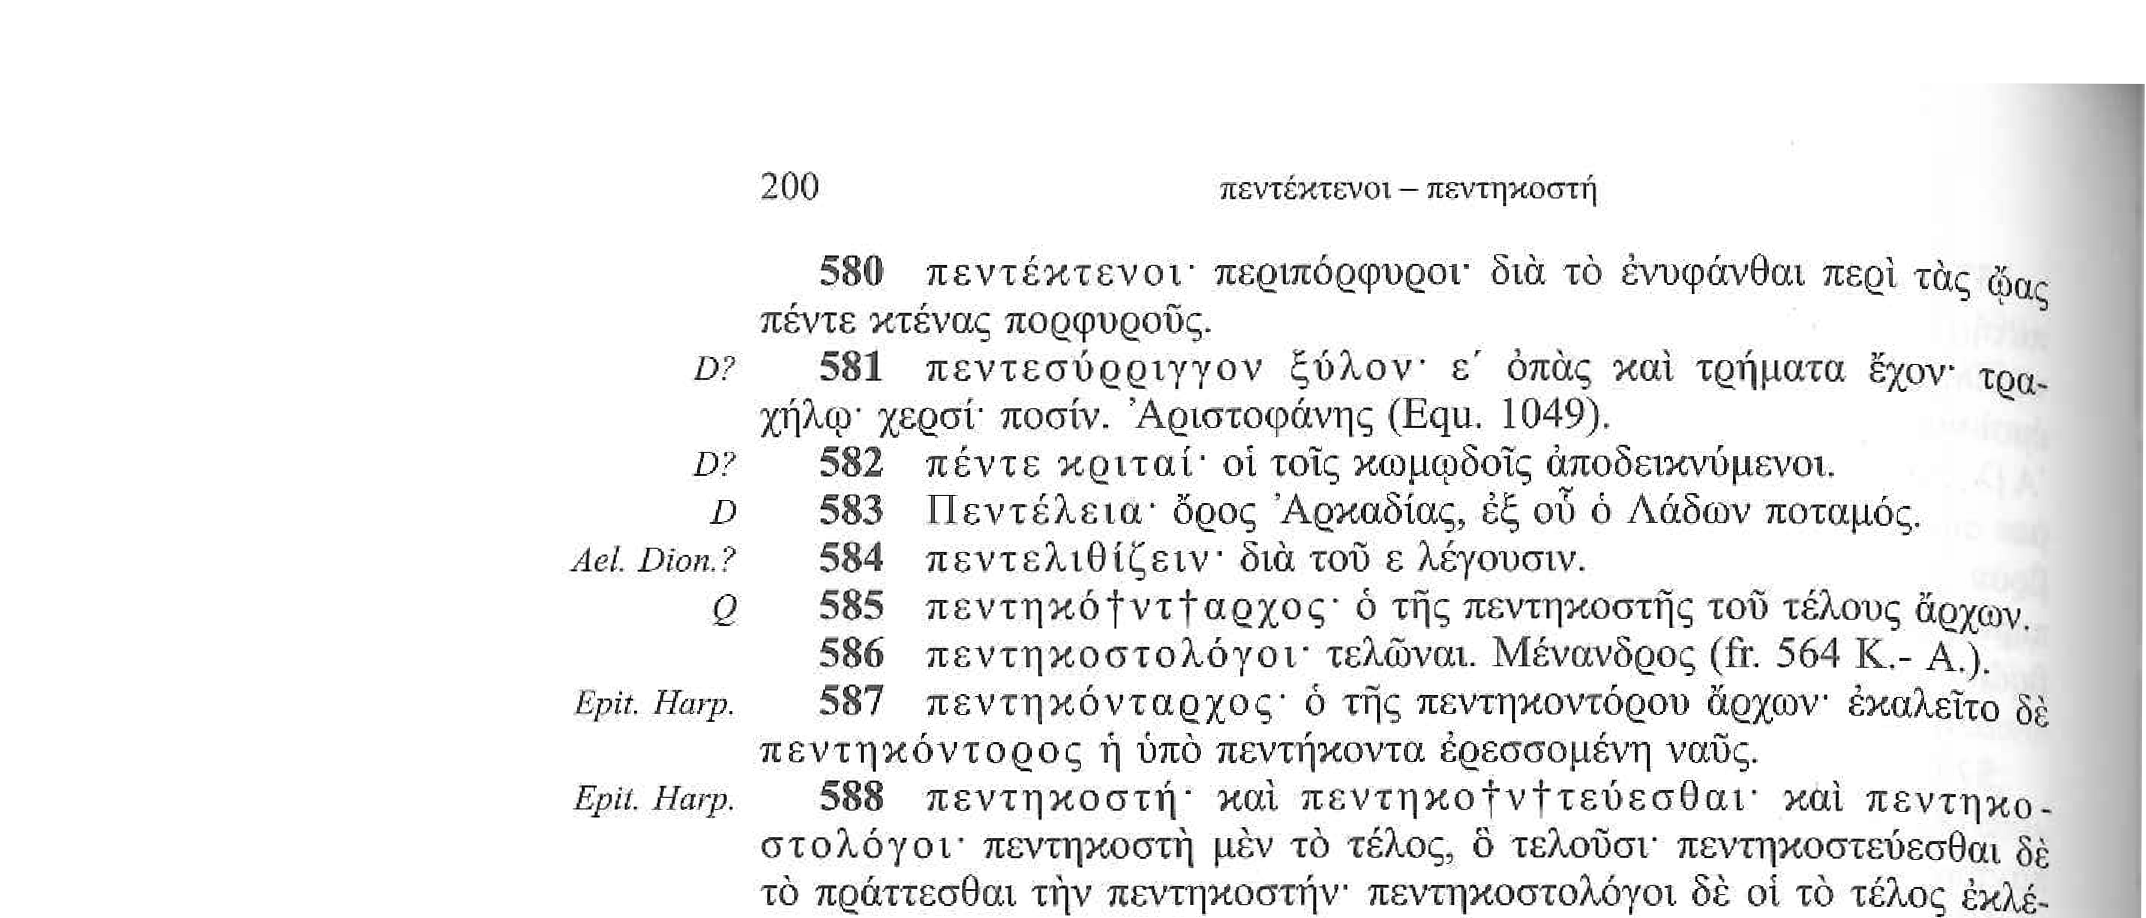 200 πεντέκτενοι – πεντηκοστή
580 πεντέκτενοι· περιπόρφυροι· διὰ τὸ ἐνυφάνθαι περὶ τὰς ᾤας
πέντε κτένας πορφυροῦς.
D? 581 πεντεσύρριγγον ξύλον· ε′ ὀπὰς καὶ τρήματα ἔχον· τρα-
χήλῳ· χερσί· ποσίν. Ἀριστοφάνης (Equ. 1049).
D? 582 πέντε κριταί· οἱ τοῖς κωμῳδοῖς ἀποδεικνύμενοι.
D 583 Πεντέλεια· ὄρος Ἀρκαδίας, ἐξ οὗ ὁ Λάδων ποταμός.
Ael. Dion.? 584 πεντελιθίζειν· διὰ τοῦ ε λέγουσιν.
Q 585 πεντηκό†ντ†αρχος· ὁ τῆς πεντηκοστῆς τοῦ τέλους ἄρχων.
586 πεντηκοστολόγοι· τελῶναι. Μένανδρος (fr. 564 K.- A.).
Epit. Harp. 587 πεντηκόνταρχος· ὁ τῆς πεντηκοντόρου ἄρχων· ἐκαλεῖτο δὲ
πεντηκόντορος ἡ ὑπὸ πεντήκοντα ἐρεσσομένη ναῦς.
Epit. Harp. 588 πεντηκοστή· καὶ πεντηκο†ν†τεύεσθαι· καὶ πεντηκο-
στολόγοι· πεντηκοστὴ μὲν τὸ τέλος, ὃ τελοῦσι· πεντηκοστεύεσθαι δὲ
τὸ πράττεσθαι τὴν πεντηκοστήν· πεντηκοστολόγοι δὲ οἱ τὸ τέλος ἐκλέ-